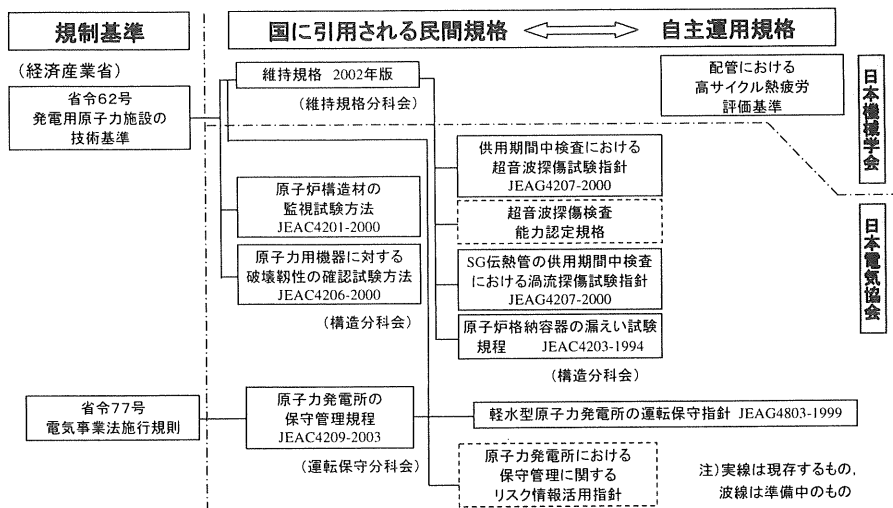 規制基準
国に引用される民間規格
自主運用規格
(経済産業省)
省令62号
発電用原子力施設の
技術基準
維持規格 2002年版
(維持規格分科会)
配管における
高サイクル熱疲労
評価基準
日本機械学会
原子炉構造材の
監視試験方法
JEAC4201-2000
原子力用機器に対する
破壊靱性の確認試験方法
JEAC4206-2000
(構造分科会)
供用期間中検査における
超音波探傷試験指針
JEAG4207-2000
超音波探傷検査
能力認定規格
SG伝熱管の供用期間中検査
における渦流探傷試験指針
JEAG4207-2000
原子炉格納容器の漏えい試験
規程 JEAC4203-1994
(構造分科会)
日本電気協会
省令77号
電気事業法施行規則
原子力発電所の
保守管理規程
JEAC4209-2003
(運転保守分科会)
軽水型原子力発電所の運転保守指針 JEAG4803-1999
原子力発電所における
保守管理に関する
リスク情報活用指針
注)実線は現存するもの,
波線は準備中のもの